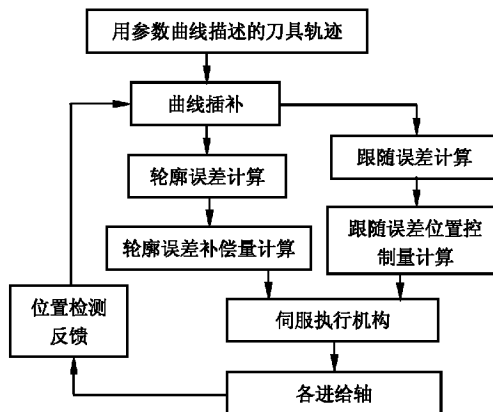 用参数曲线描述的刀具轨迹
曲线插补
轮廓误差计算
跟随误差计算
轮廓误差补偿量计算
跟随误差位置控
制量计算
位置检测
反馈
伺服执行机构
各进给轴